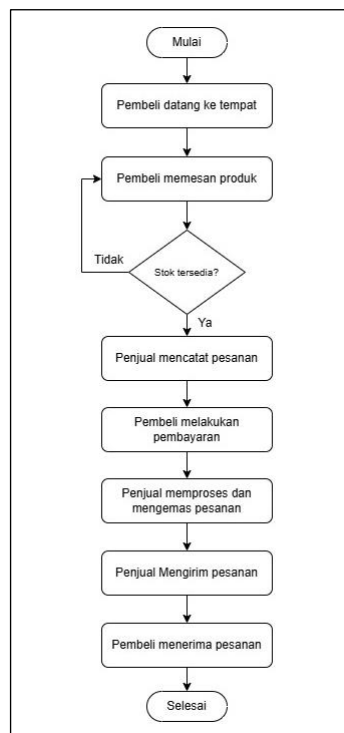 Mulai
Pembeli datang ke tempat
Pembeli memesan produk
Tidak
Stok tersedia?
Ya
Penjual mencatat pesanan
Pembeli melakukan
pembayaran
Penjual memproses dan
mengemas pesanan
Penjual Mengirim pesanan
Pembeli menerima pesanan
Selesai